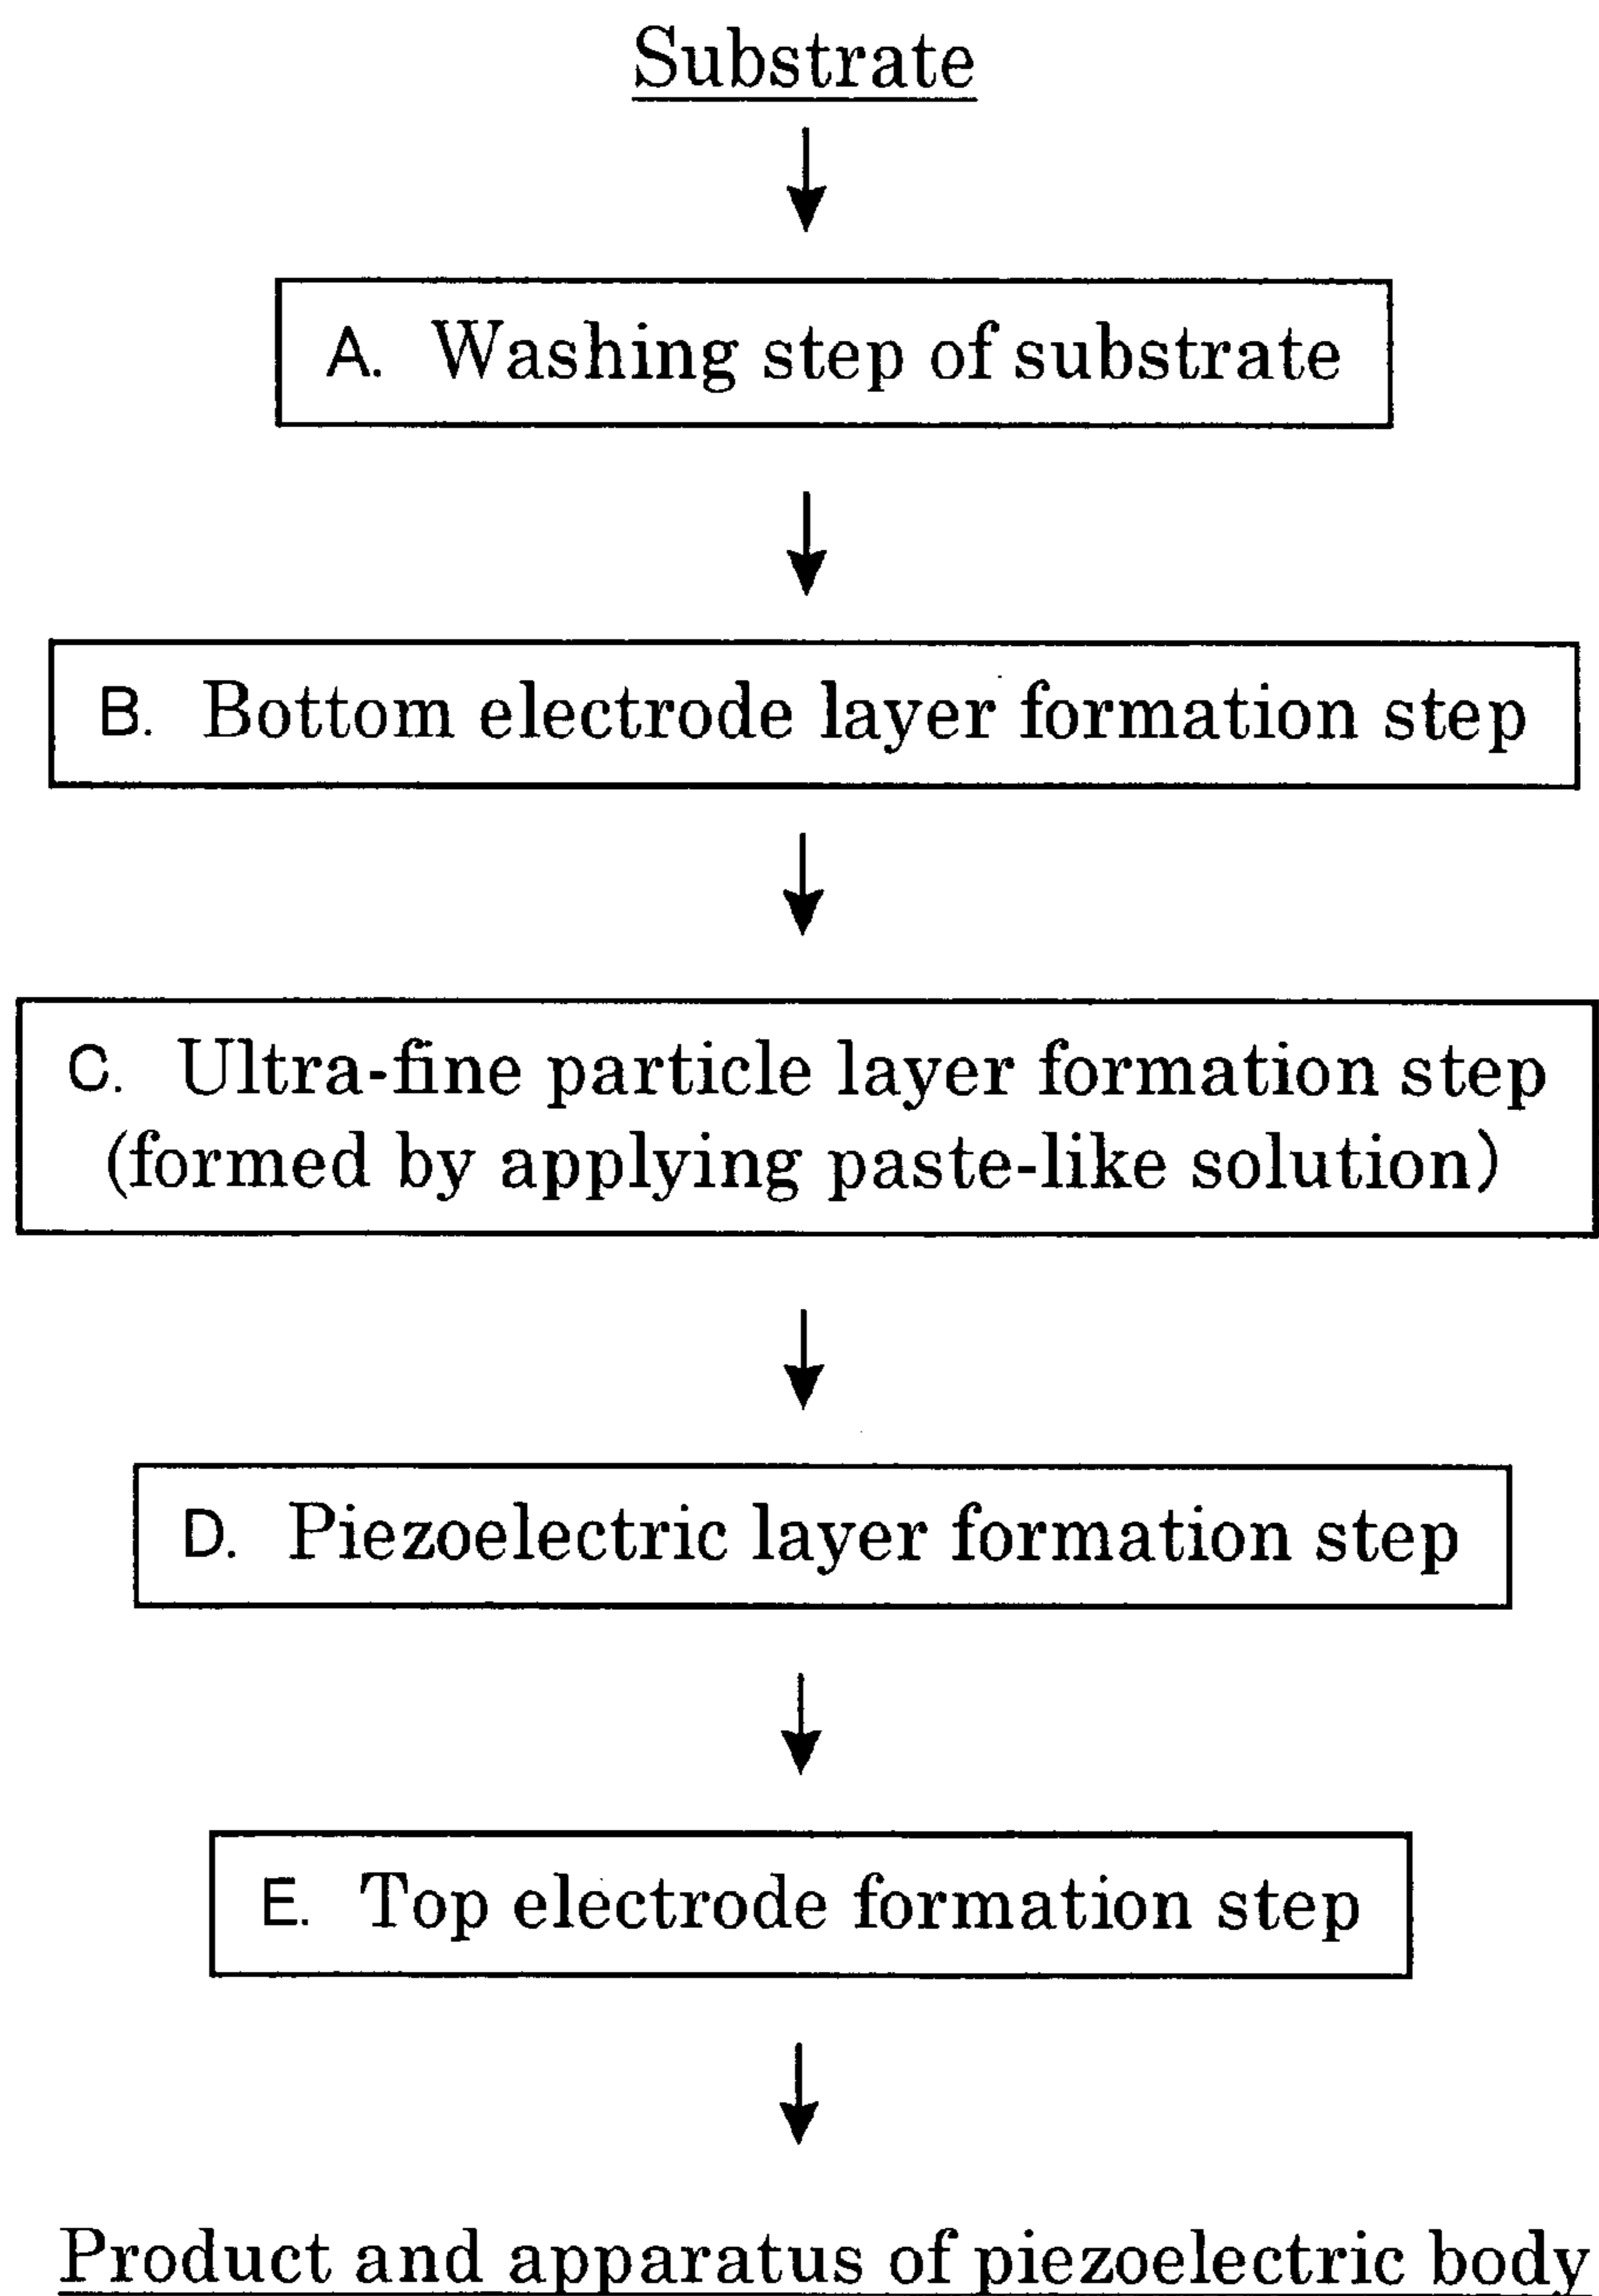 Substrate
A. Washing step of substrate
B. Bottom electrode layer formation step
C. Ultra-fine particle layer formation step
(formed by applying paste-like solution)
D. Piezoelectric layer formation step
E. Top electrode formation step
Product and apparatus of piezoelectric body